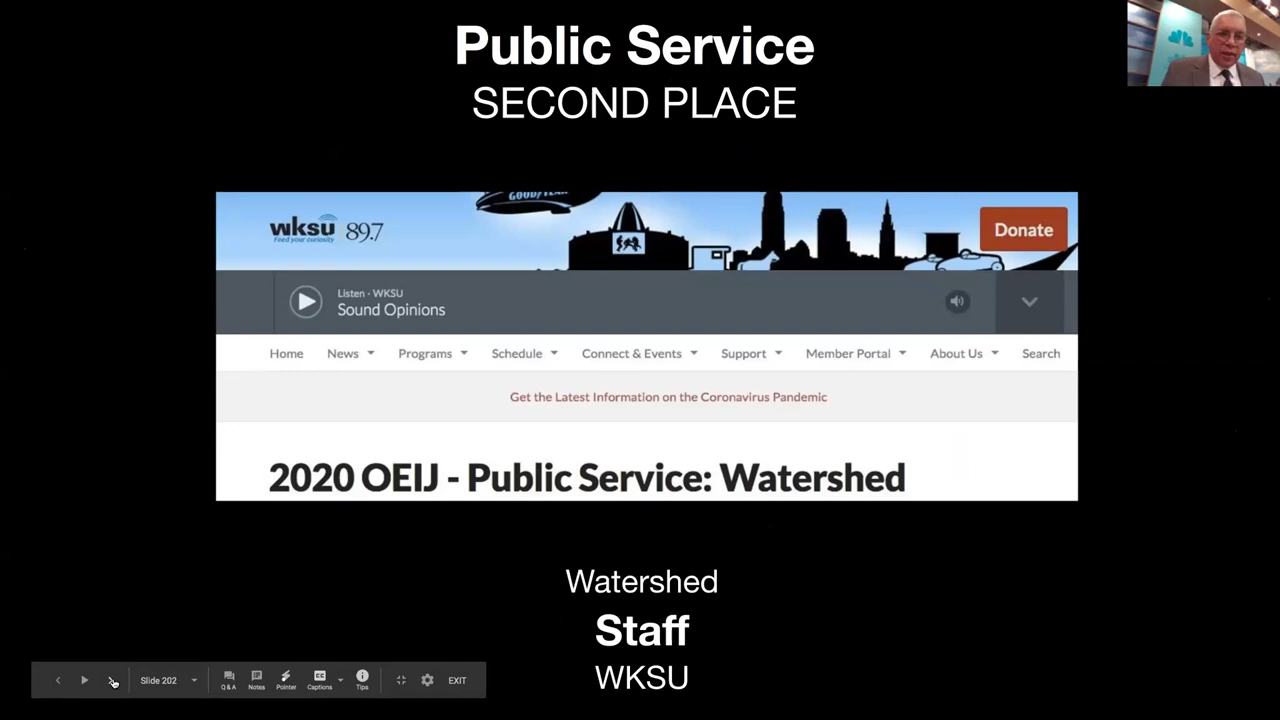 Public Service
SECOND PLACE
GOODYEAR
wksu 89.7
Feed your curiosity
Donate
Listen · WKSU
Sound Opinions
Home News Programs Schedule Connect & Events Support Member Portal About Us Search
Get the Latest Information on the Coronavirus Pandemic
2020 OEIJ - Public Service: Watershed
Watershed
Staff
WKSU
Slide 202 Q & A Notes Pointer CC Captions Tips EXIT